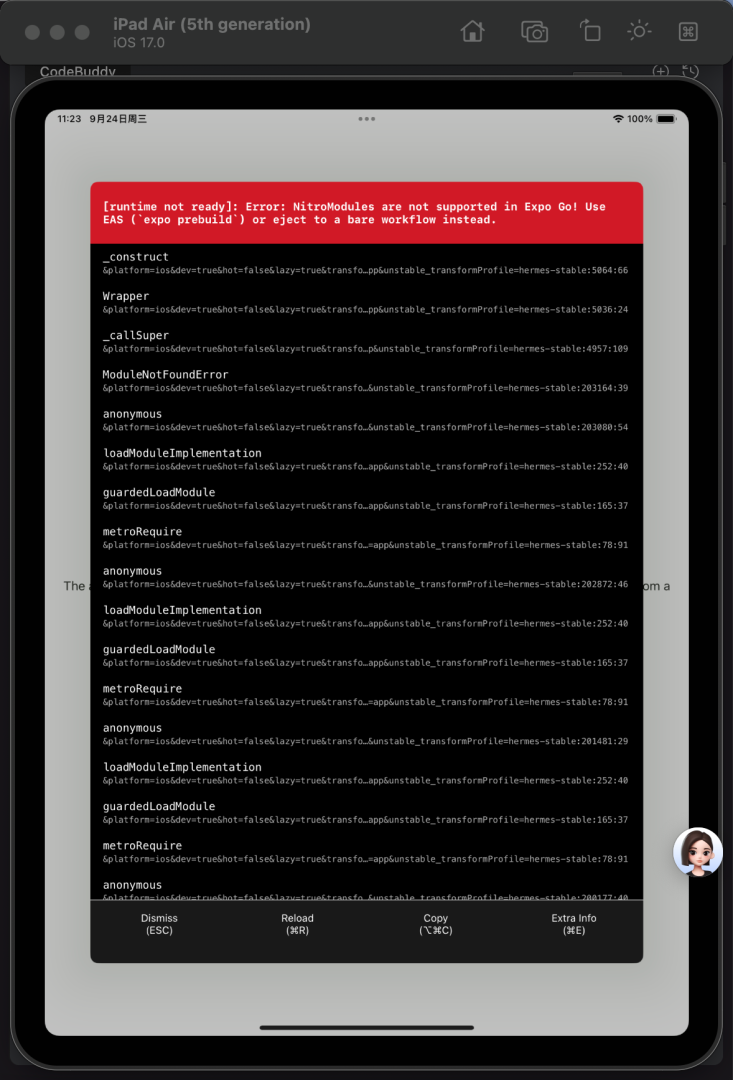 iPad Air (5th generation)
iOS 17.0
CodeBuddy
11:23 9月24日周三
100%
[runtime not ready]: Error: NitroModules are not supported in Expo Go! Use
EAS (`expo prebuild`) or eject to a bare workflow instead.
_construct
&platform=ios&dev=true&hot=false&lazy=true&transfo…pp&unstable_transformProfile=hermes-stable:5064:66
Wrapper
&platform=ios&dev=true&hot=false&lazy=true&transfo…pp&unstable_transformProfile=hermes-stable:5036:24
_callSuper
&platform=ios&dev=true&hot=false&lazy=true&transfo…p&unstable_transformProfile=hermes-stable:4957:109
ModuleNotFoundError
&platform=ios&dev=true&hot=false&lazy=true&transfo…&unstable_transformProfile=hermes-stable:203164:39
anonymous
&platform=ios&dev=true&hot=false&lazy=true&transfo…&unstable_transformProfile=hermes-stable:203080:54
loadModuleImplementation
&platform=ios&dev=true&hot=false&lazy=true&transfo…app&unstable_transformProfile=hermes-stable:252:40
guardedLoadModule
&platform=ios&dev=true&hot=false&lazy=true&transfo…app&unstable_transformProfile=hermes-stable:165:37
metroRequire
&platform=ios&dev=true&hot=false&lazy=true&transfo…=app&unstable_transformProfile=hermes-stable:78:91
anonymous
&platform=ios&dev=true&hot=false&lazy=true&transfo…&unstable_transformProfile=hermes-stable:202872:46
The
om a
loadModuleImplementation
&platform=ios&dev=true&hot=false&lazy=true&transfo…app&unstable_transformProfile=hermes-stable:252:40
guardedLoadModule
&platform=ios&dev=true&hot=false&lazy=true&transfo…app&unstable_transformProfile=hermes-stable:165:37
metroRequire
&platform=ios&dev=true&hot=false&lazy=true&transfo…=app&unstable_transformProfile=hermes-stable:78:91
anonymous
&platform=ios&dev=true&hot=false&lazy=true&transfo…&unstable_transformProfile=hermes-stable:201481:29
loadModuleImplementation
&platform=ios&dev=true&hot=false&lazy=true&transfo…app&unstable_transformProfile=hermes-stable:252:40
guardedLoadModule
&platform=ios&dev=true&hot=false&lazy=true&transfo…app&unstable_transformProfile=hermes-stable:165:37
metroRequire
&platform=ios&dev=true&hot=false&lazy=true&transfo…=app&unstable_transformProfile=hermes-stable:78:91
anonymous
&platform=ios&dev=true&hot=false&lazy=true&transfo…&unstable_transformProfile=hermes-stable:200177:40
Dismiss
(ESC)
Reload
(⌘R)
Copy
(⌥⌘C)
Extra Info
(⌘E)